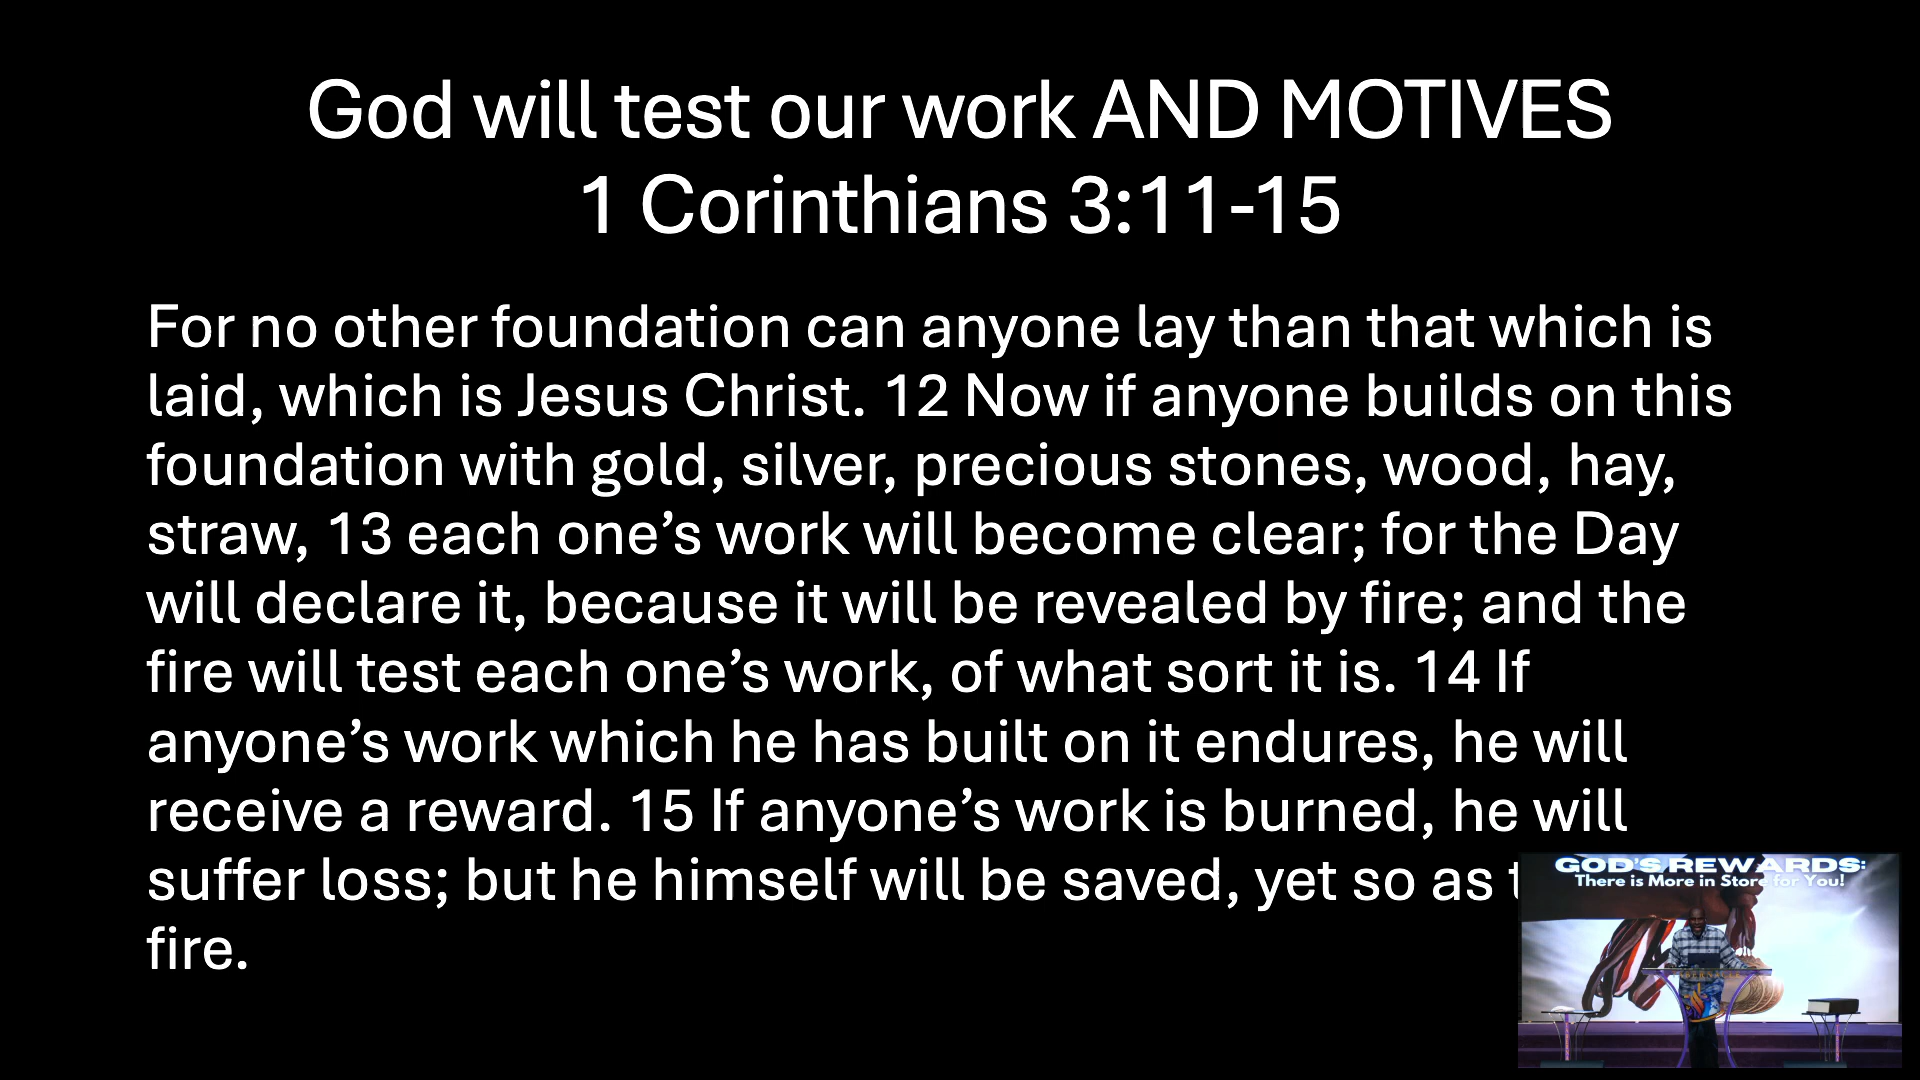 God will test our work AND MOTIVES
1 Corinthians 3:11-15
For no other foundation can anyone lay than that which is
laid, which is Jesus Christ. 12 Now if anyone builds on this
foundation with gold, silver, precious stones, wood, hay,
straw, 13 each one’s work will become clear; for the Day
will declare it, because it will be revealed by fire; and the
fire will test each one’s work, of what sort it is. 14 If
anyone’s work which he has built on it endures, he will
receive a reward. 15 If anyone’s work is burned, he will
suffer loss; but he himself will be saved, yet so as
fire.
GOD'S REWARDS:
There is More in Store for You!